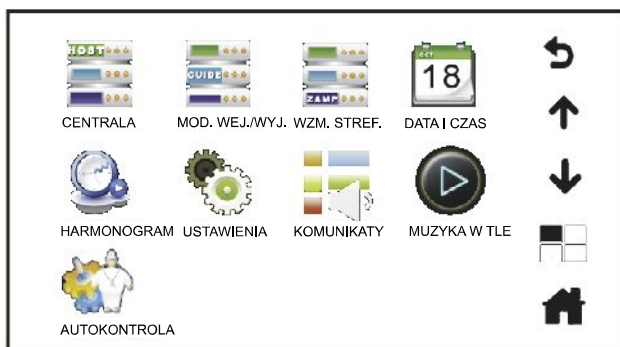 HOST
GUIDE
ZAMP
OCT
18
CENTRALA
MOD. WEJ./WYJ.
WZM. STREF.
DATA I CZAS
HARMONOGRAM
USTAWIENIA
KOMUNIKATY
MUZYKA W TLE
AUTOKONTROLA